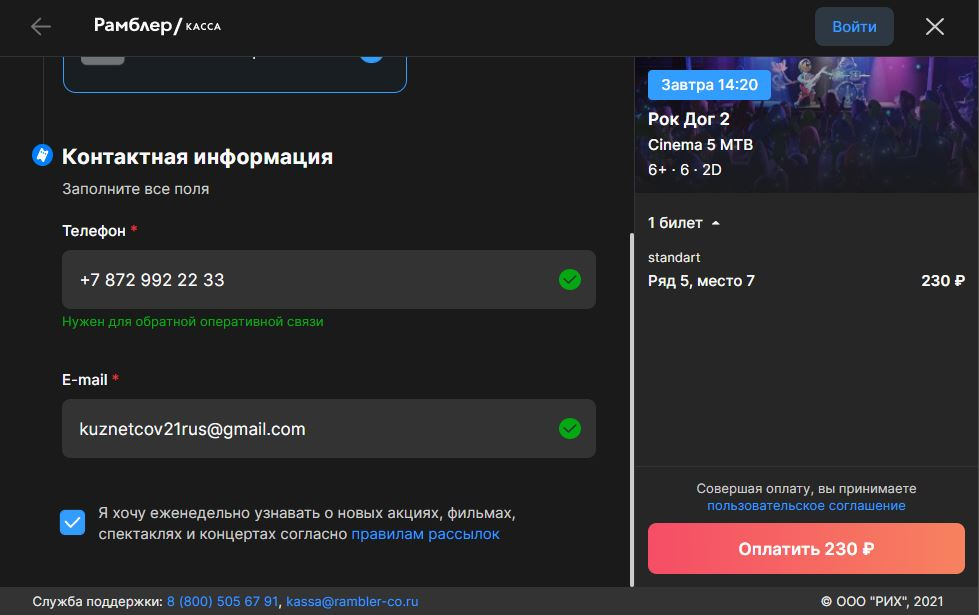 Рамблер/ КАССА
Войти
Завтра 14:20
Рок Дог 2
Cinema 5 МТВ
6+ · 6 · 2D
Контактная информация
Заполните все поля
Телефон *
+7 872 992 22 33
Нужен для обратной оперативной связи
E-mail *
kuznetcov21rus@gmail.com
Я хочу еженедельно узнавать о новых акциях, фильмах,
спектаклях и концертах согласно правилам рассылок
1 билет
standart
Ряд 5, место 7 230 ₽
Совершая оплату, вы принимаете
пользовательское соглашение
Оплатить 230 ₽
Служба поддержки: 8 (800) 505 67 91, kassa@rambler-co.ru
© ООО "РИХ", 2021